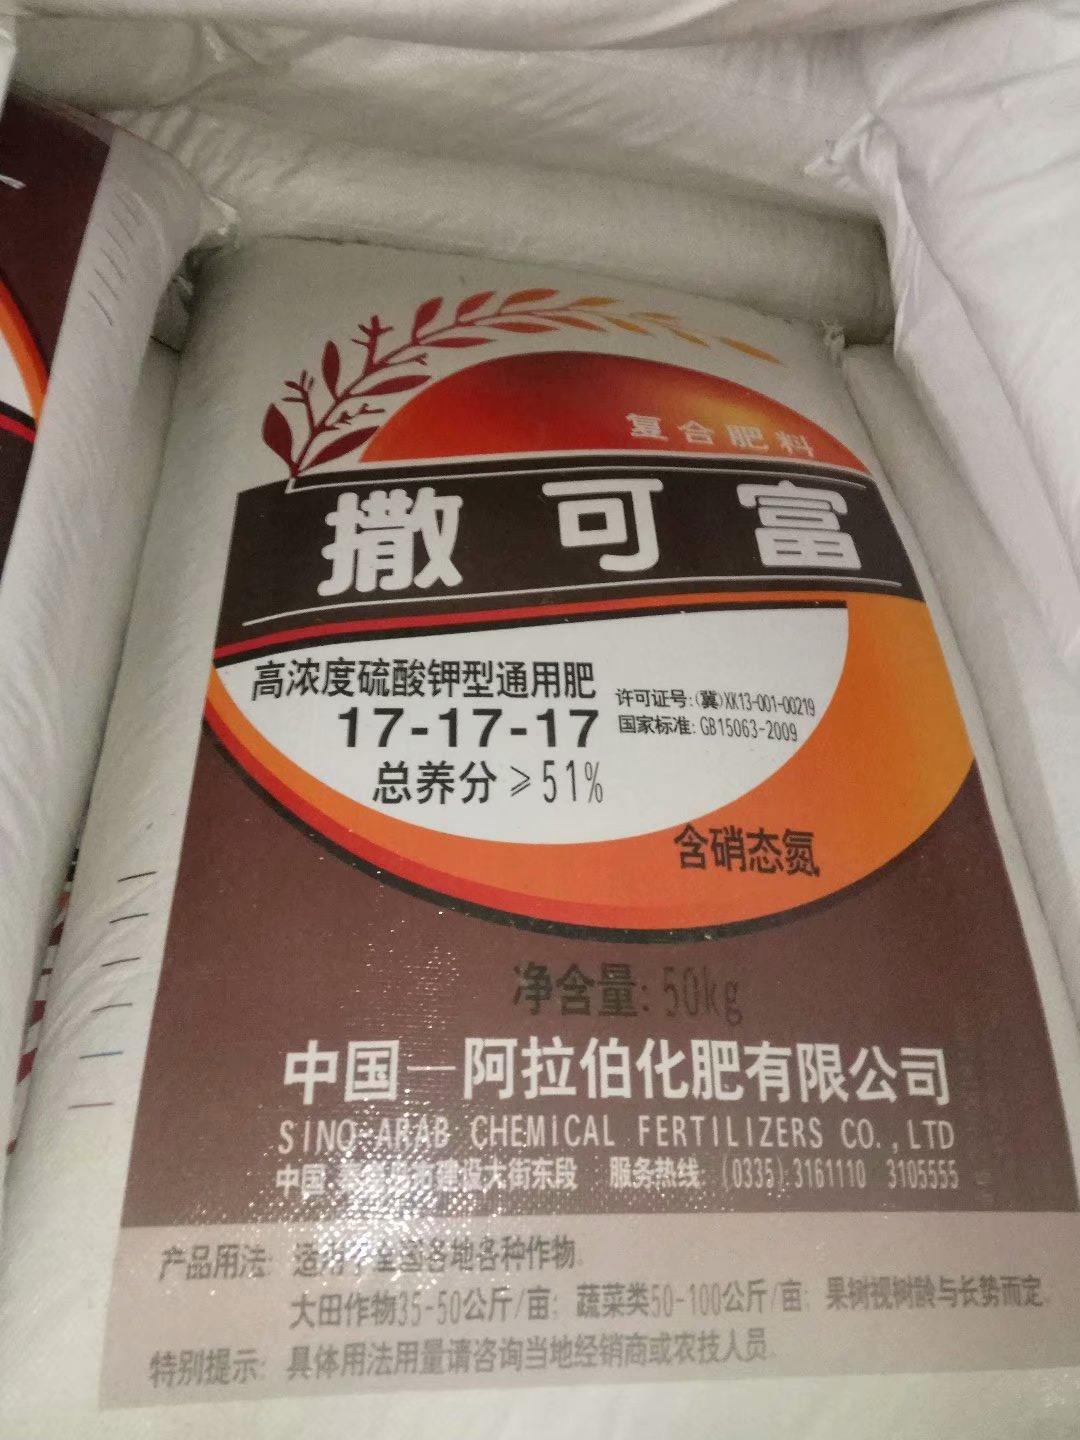 复合肥料
撒可富
高浓度硫酸钾型通用肥
17-17-17
总养分≥51%
许可证号:(冀)XK13-001-00219
国家标准:GB15063-2009
含硝态氮
净含量:50kg
中国—阿拉伯化肥有限公司
SINO-ARAB CHEMICAL FERTILIZERS CO.,LTD
中国 市建设大街东段 服务热线:(0335)3161110 3105555
产品用法:适用于全国各地各种作物.
大田作物35-50公斤/亩;蔬菜类50-100公斤/亩;果树视树龄与长势而定.
特别提示:具体用法用量请咨询当地经销商或农技人员.